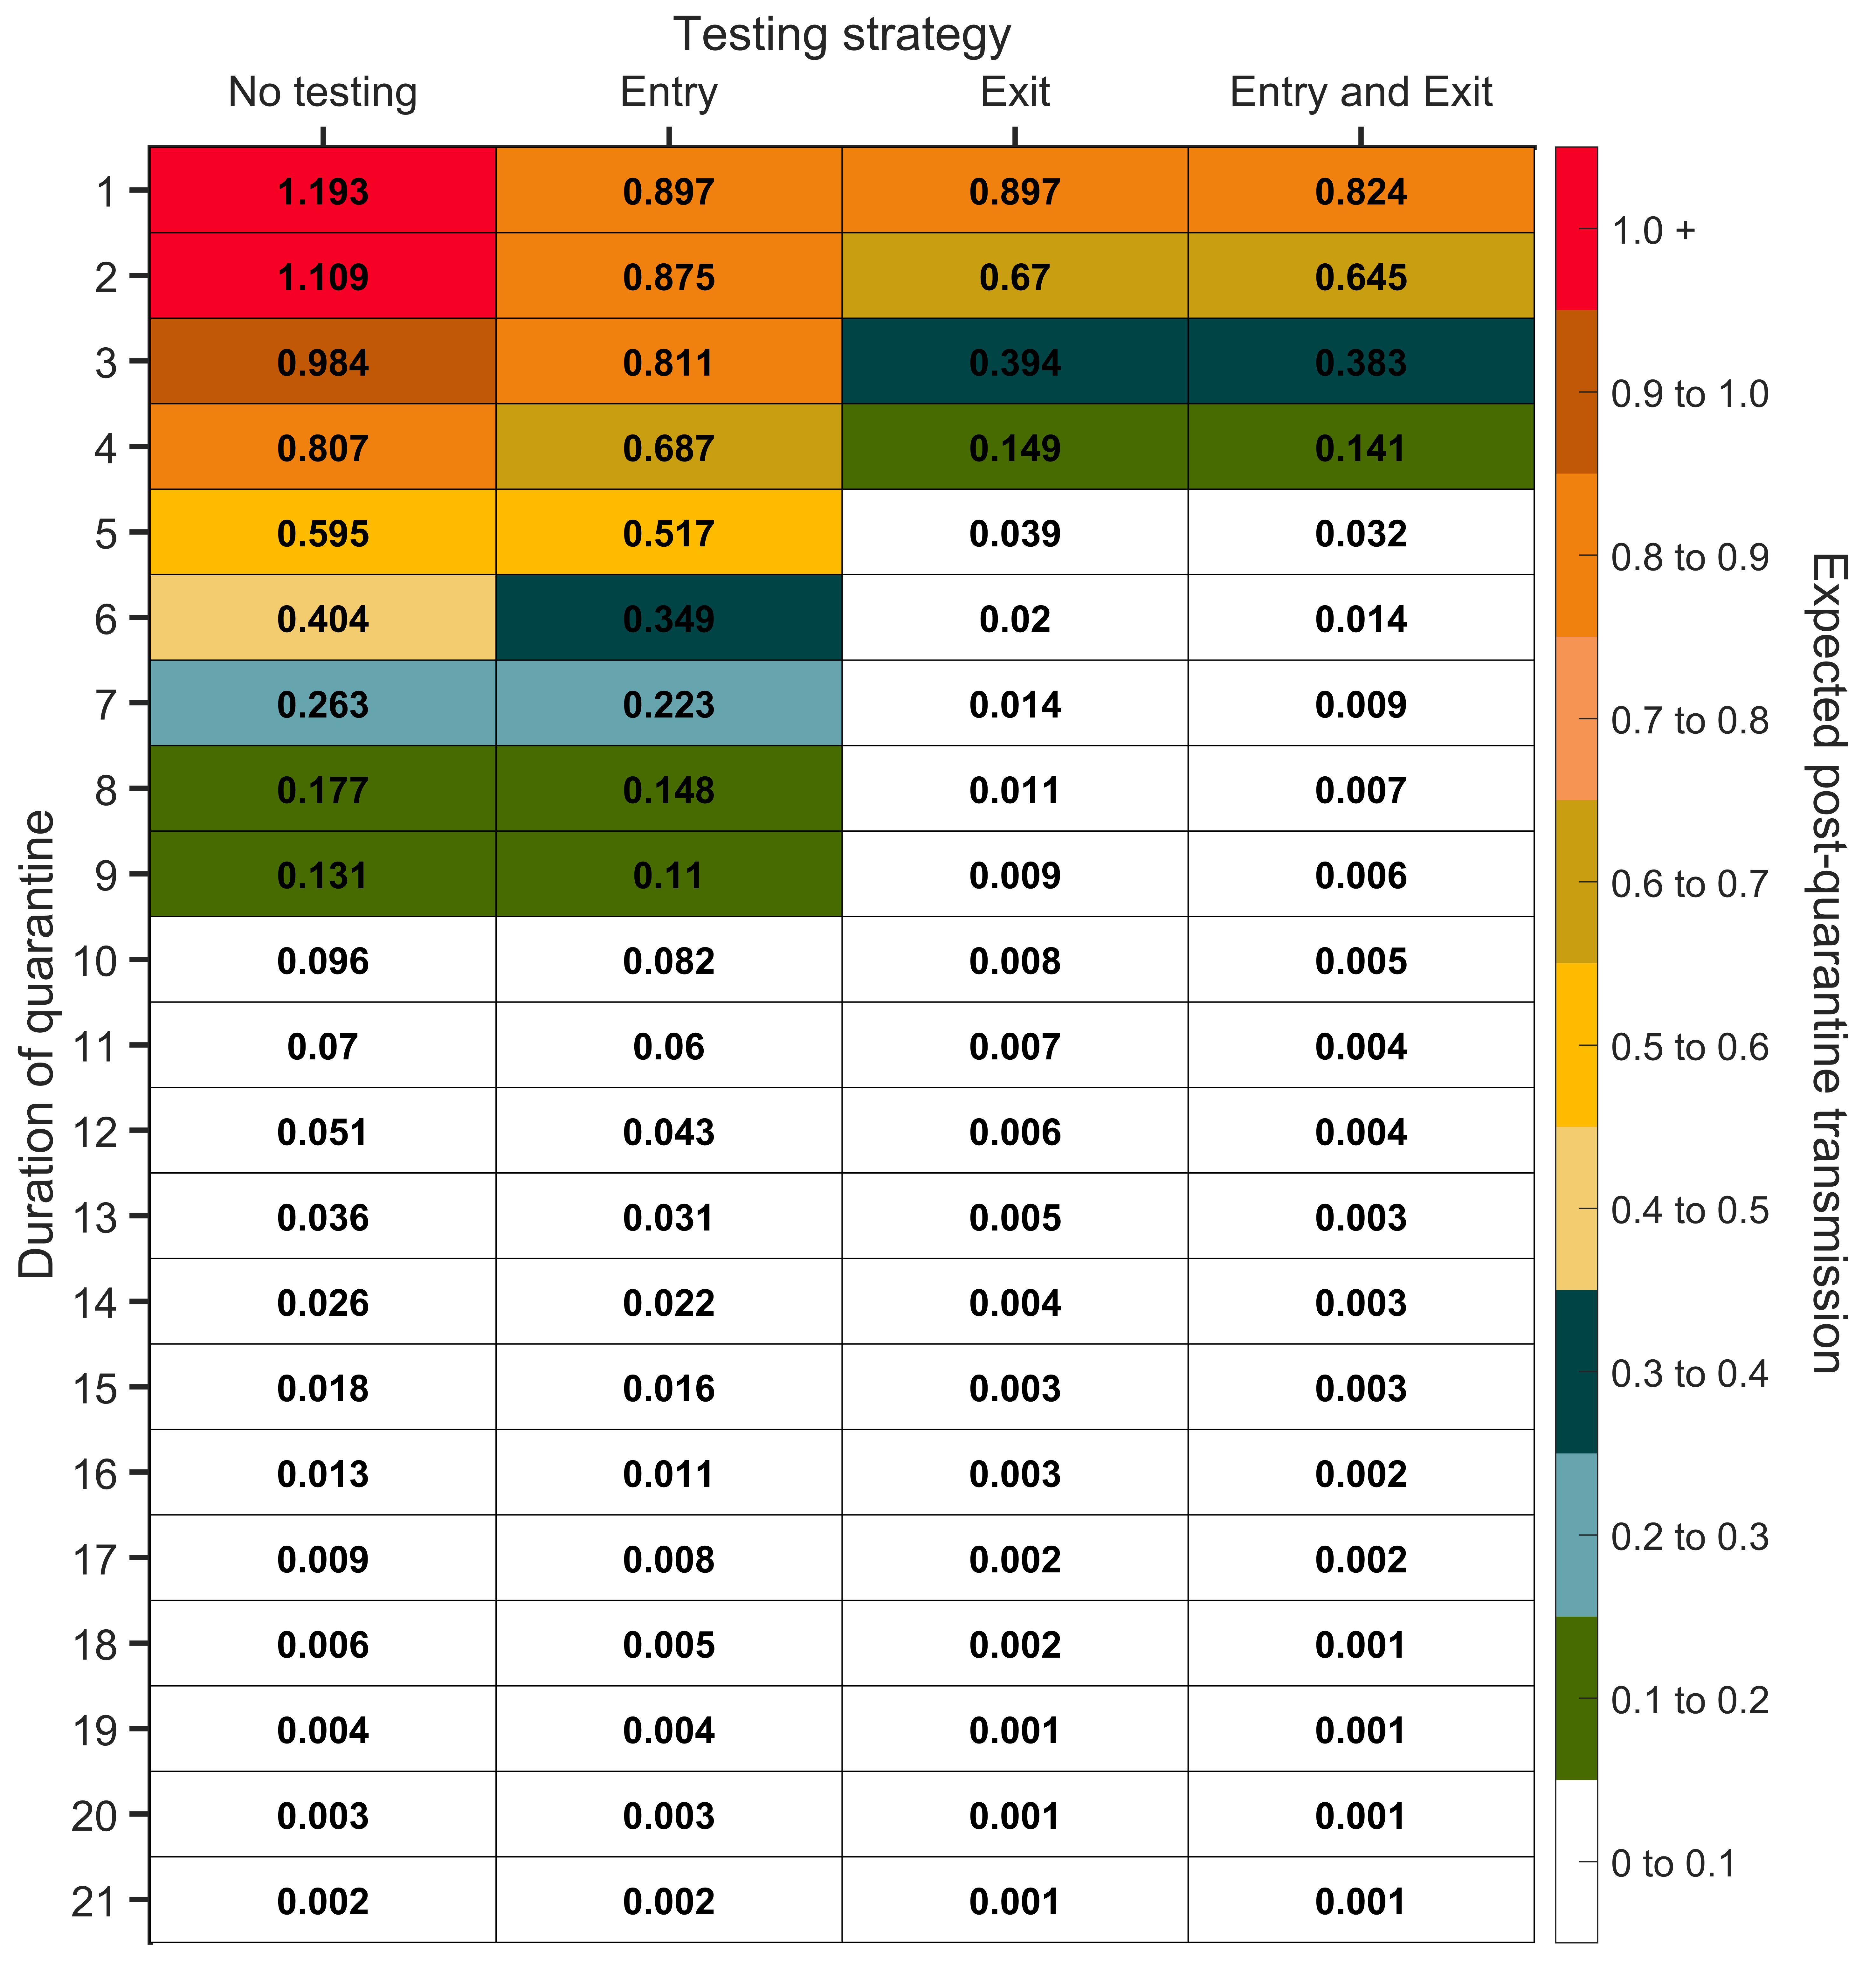 Testing strategy
No testing Entry Exit Entry and Exit
1 1.193 0.897 0.897 0.824
2 1.109 0.875 0.67 0.645
3 0.984 0.811 0.394 0.383
4 0.807 0.687 0.149 0.141
5 0.595 0.517 0.039 0.032
6 0.404 0.349 0.02 0.014
7 0.263 0.223 0.014 0.009
8 0.177 0.148 0.011 0.007
9 0.131 0.11 0.009 0.006
10 0.096 0.082 0.008 0.005
11 0.07 0.06 0.007 0.004
12 0.051 0.043 0.006 0.004
13 0.036 0.031 0.005 0.003
14 0.026 0.022 0.004 0.003
15 0.018 0.016 0.003 0.003
16 0.013 0.011 0.003 0.002
17 0.009 0.008 0.002 0.002
18 0.006 0.005 0.002 0.001
19 0.004 0.004 0.001 0.001
20 0.003 0.003 0.001 0.001
21 0.002 0.002 0.001 0.001
Duration of quarantine
1.0 +
0.9 to 1.0
0.8 to 0.9
0.7 to 0.8
0.6 to 0.7
0.5 to 0.6
0.4 to 0.5
0.3 to 0.4
0.2 to 0.3
0.1 to 0.2
0 to 0.1
Expected post-quarantine transmission